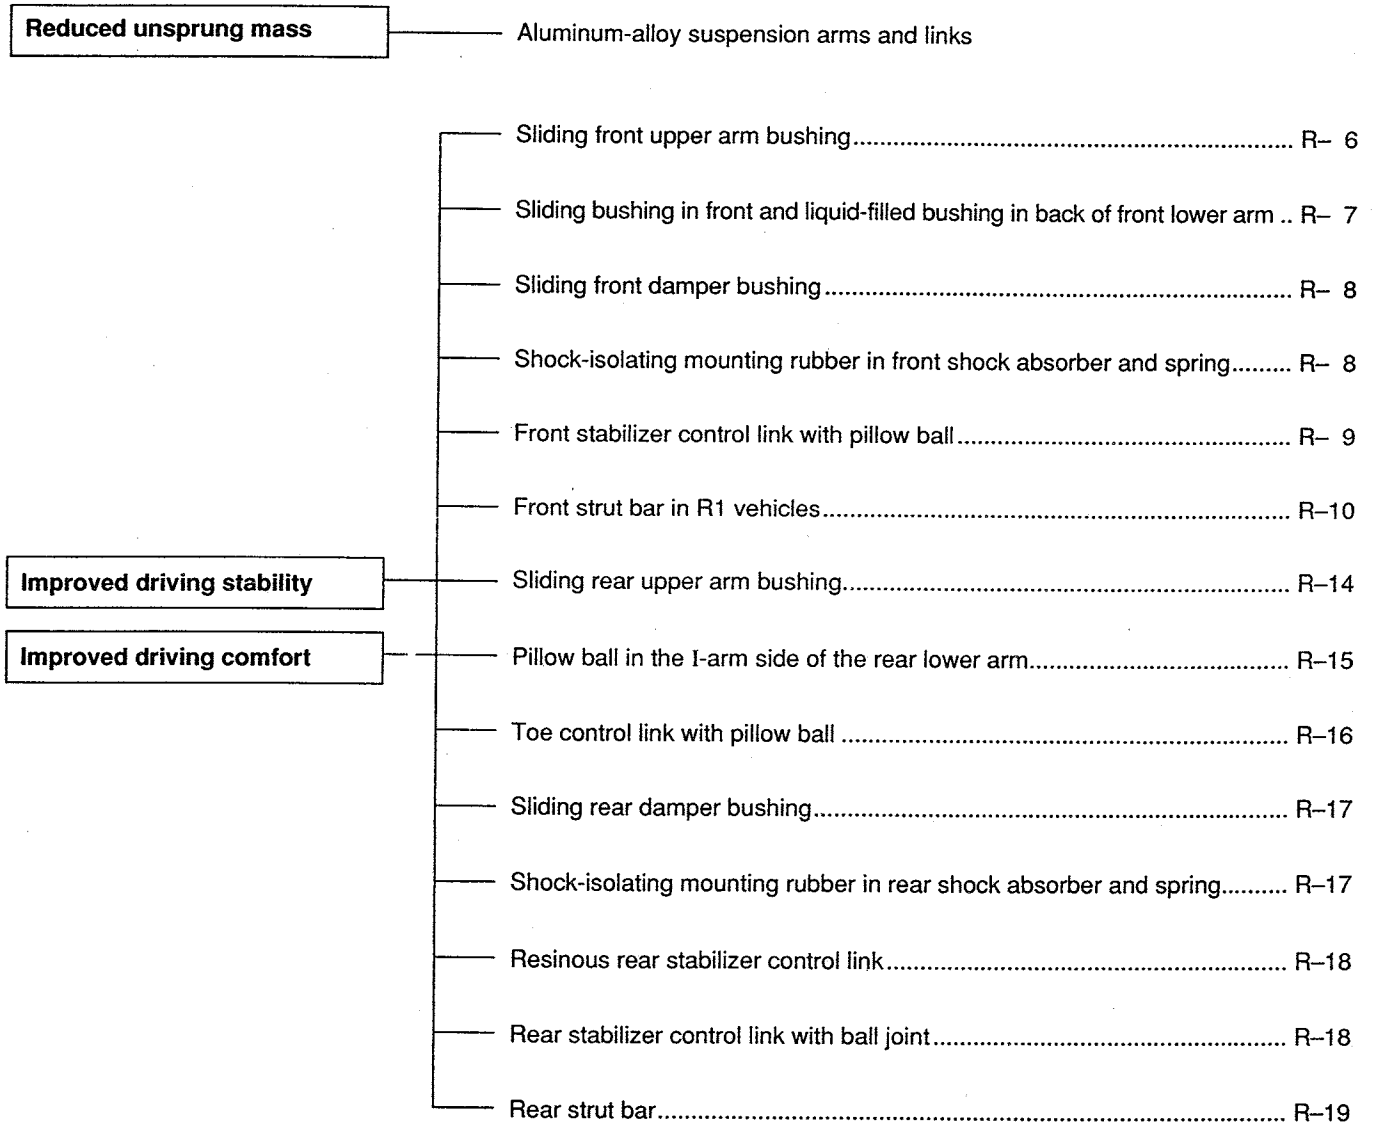 Reduced unsprung mass Aluminum-alloy suspension arms and links
Sliding front upper arm bushing................................................................. R– 6
Sliding bushing in front and liquid-filled bushing in back of front lower arm .. R– 7
Sliding front damper bushing..................................................................... R– 8
Shock-isolating mounting rubber in front shock absorber and spring......... R– 8
Front stabilizer control link with pillow ball................................................. R– 9
Front strut bar in R1 vehicles..................................................................... R–10
Improved driving stability Sliding rear upper arm bushing.................................................................. R–14
Improved driving comfort Pillow ball in the I-arm side of the rear lower arm...................................... R–15
Toe control link with pillow ball .................................................................. R–16
Sliding rear damper bushing...................................................................... R–17
Shock-isolating mounting rubber in rear shock absorber and spring.......... R–17
Resinous rear stabilizer control link........................................................... R–18
Rear stabilizer control link with ball joint.................................................... R–18
Rear strut bar............................................................................................. R–19